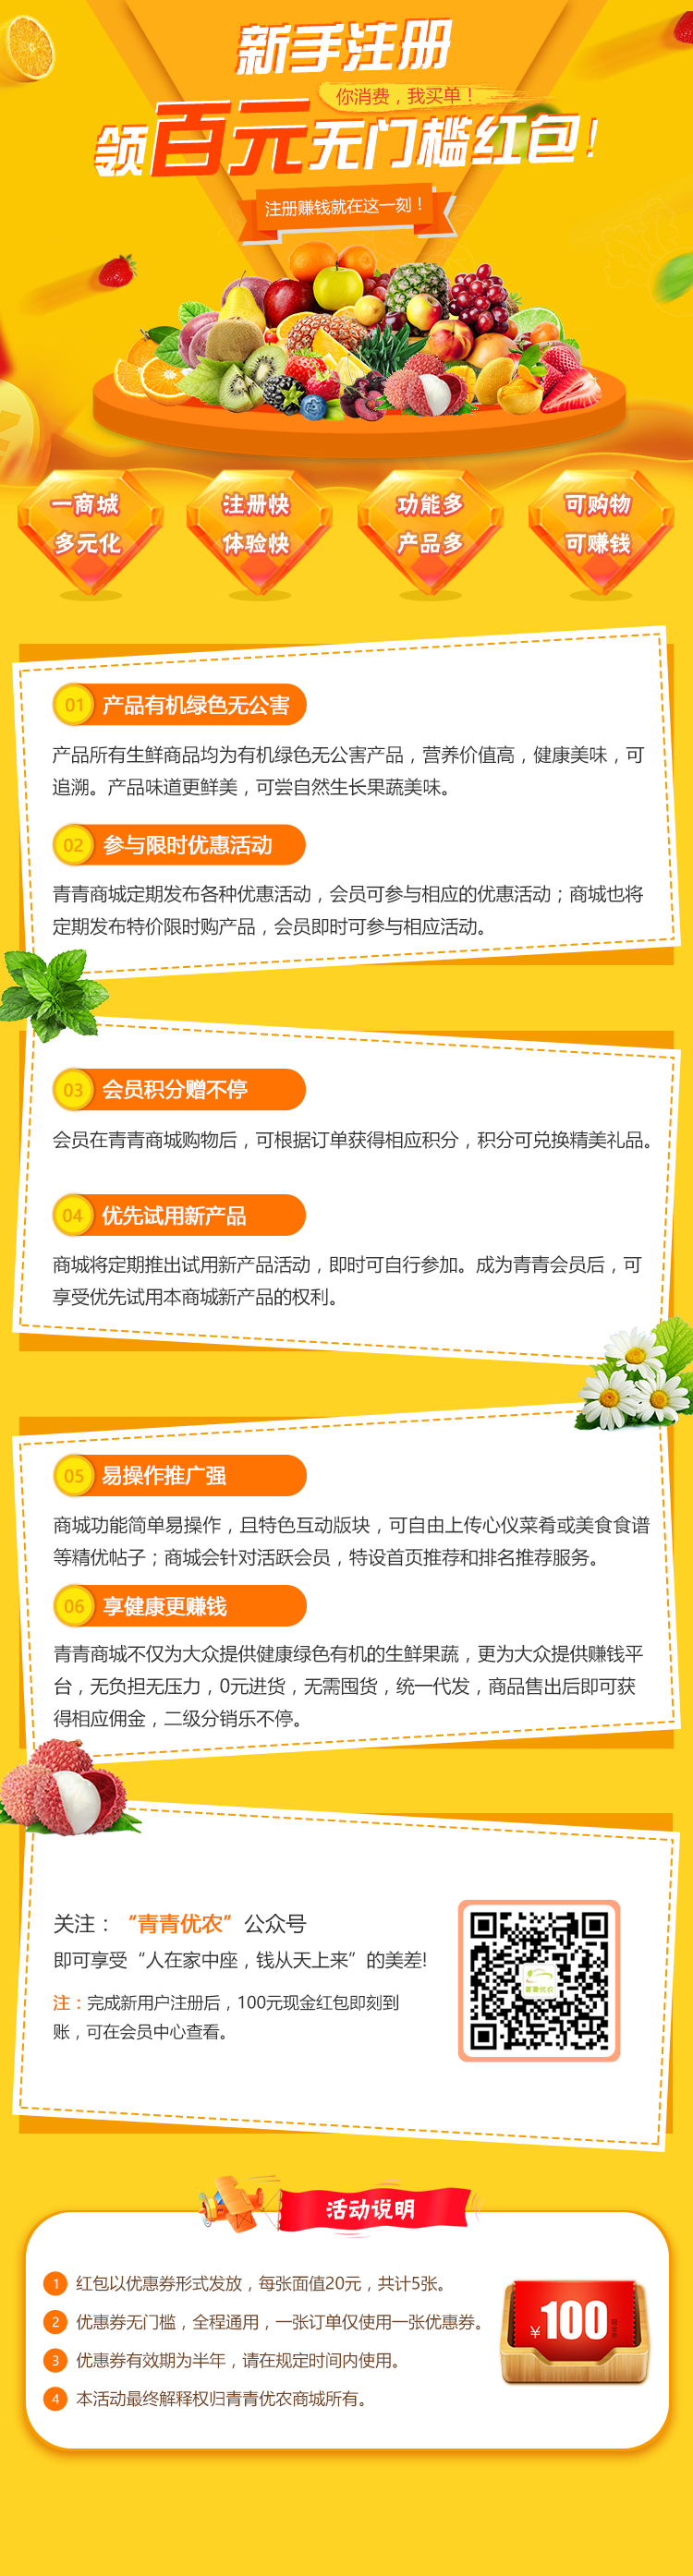 新手注册
你消费，我买单！
领百元无门槛红包!
注册赚钱就在这一刻！
一商城
多元化
注册快
体验快
功能多
产品多
可购物
可赚钱
01 产品有机绿色无公害
产品所有生鲜商品均为有机绿色无公害产品，营养价值高，健康美味，可
追溯。产品味道更鲜美，可尝自然生长果蔬美味。
02 参与限时优惠活动
青青商城定期发布各种优惠活动，会员可参与相应的优惠活动；商城也将
定期发布特价限时购产品，会员即时可参与相应活动。
03 会员积分赠不停
会员在青青商城购物后，可根据订单获得相应积分，积分可兑换精美礼品。
04 优先试用新产品
商城将定期推出试用新产品活动，即时可自行参加。成为青青会员后，可
享受优先试用本商城新产品的权利。
05 易操作推广强
商城功能简单易操作，且特色互动版块，可自由上传心仪菜肴或美食食谱
等精优帖子；商城会针对活跃会员，特设首页推荐和排名推荐服务。
06 享健康更赚钱
青青商城不仅为大众提供健康绿色有机的生鲜果蔬，更为大众提供赚钱平
台，无负担无压力，0元进货，无需囤货，统一代发，商品售出后即可获
得相应佣金，二级分销乐不停。
关注：“青青优农”公众号
即可享受“人在家中座，钱从天上来”的美差!
注：完成新用户注册后，100元现金红包即刻到
账，可在会员中心查看。
青青优农
活动说明
1 红包以优惠券形式发放，每张面值20元，共计5张。
2 优惠券无门槛，全程通用，一张订单仅使用一张优惠券。
3 优惠券有效期为半年，请在规定时间内使用。
4 本活动最终解释权归青青优农商城所有。
¥100